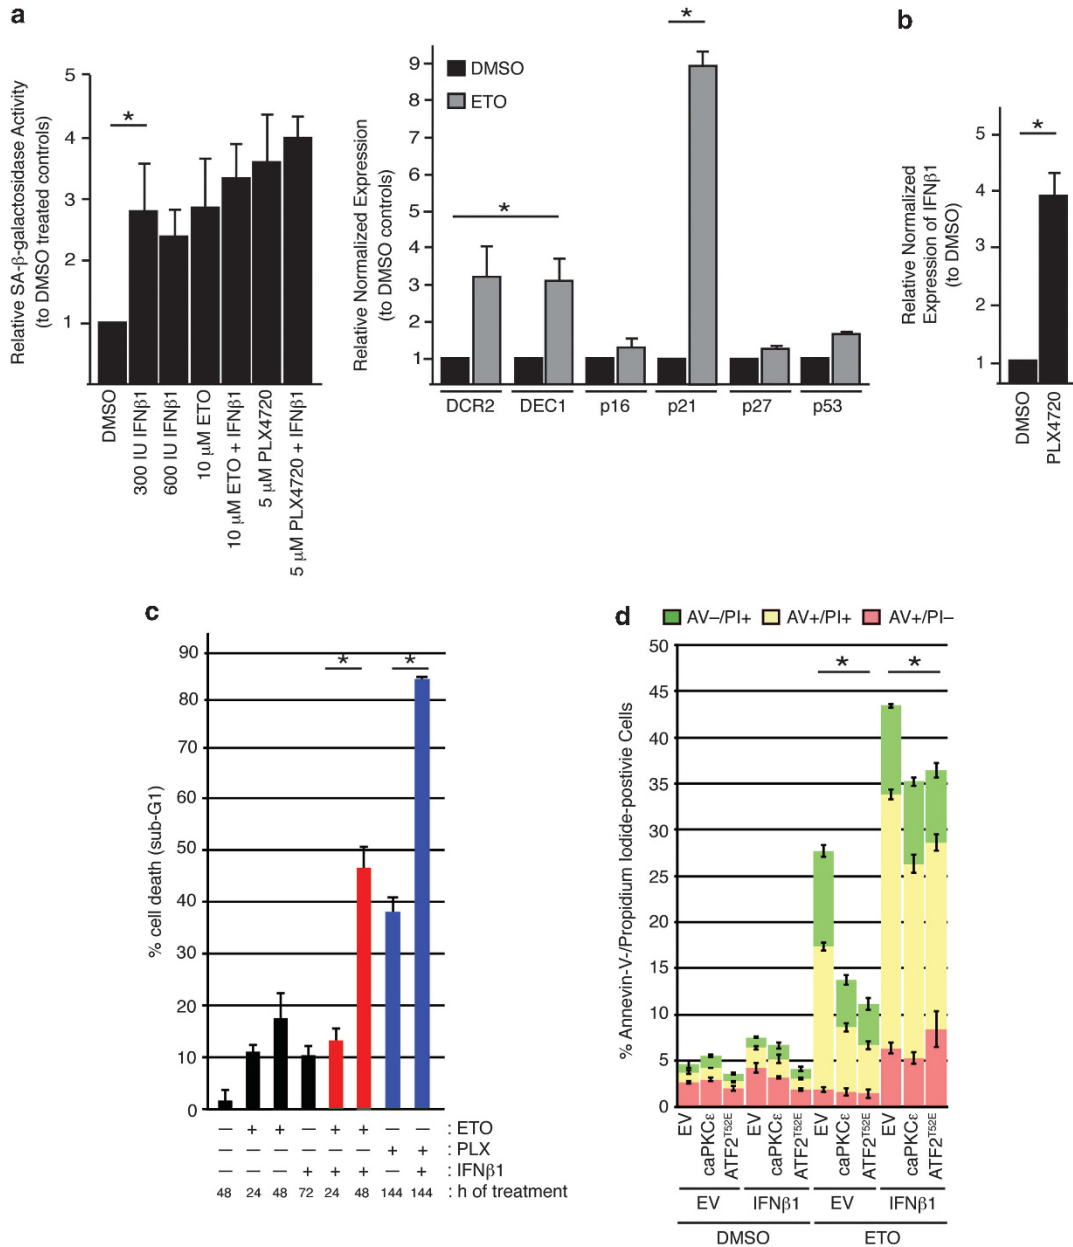 a
Relative SA-β-galactosidase Activity
(to DMSO treated controls)
5
4
3
2
1
*
DMSO
300 IU IFNβ1
600 IU IFNβ1
10 μM ETO
10 μM ETO + IFNβ1
5 μM PLX4720
5 μM PLX4720 + IFNβ1
Relative Normalized Expression
(to DMSO controls)
9
8
7
6
5
4
3
2
1
DMSO
ETO
*
*
DCR2 DEC1 p16 p21 p27 p53
b
Relative Normalized
Expression of IFNβ1
(to DMSO)
5
4
3
2
1
*
DMSO
PLX4720
c
% cell death (sub-G1)
90
80
70
60
50
40
30
20
10
0
* *
– + + – + + – – : ETO
– – – – – – + + : PLX
– – – + + + – + : IFNβ1
48 24 48 72 24 48 144 144 : h of treatment
d
AV–/PI+ AV+/PI+ AV+/PI–
% Annevin-V-/Propidium Iodide-postivie Cells
50
45
40
35
30
25
20
15
10
5
0
* *
EV
caPKCε
ATF2T52E
EV
caPKCε
ATF2T52E
EV
caPKCε
ATF2T52E
EV
caPKCε
ATF2T52E
EV IFNβ1 EV IFNβ1
DMSO ETO